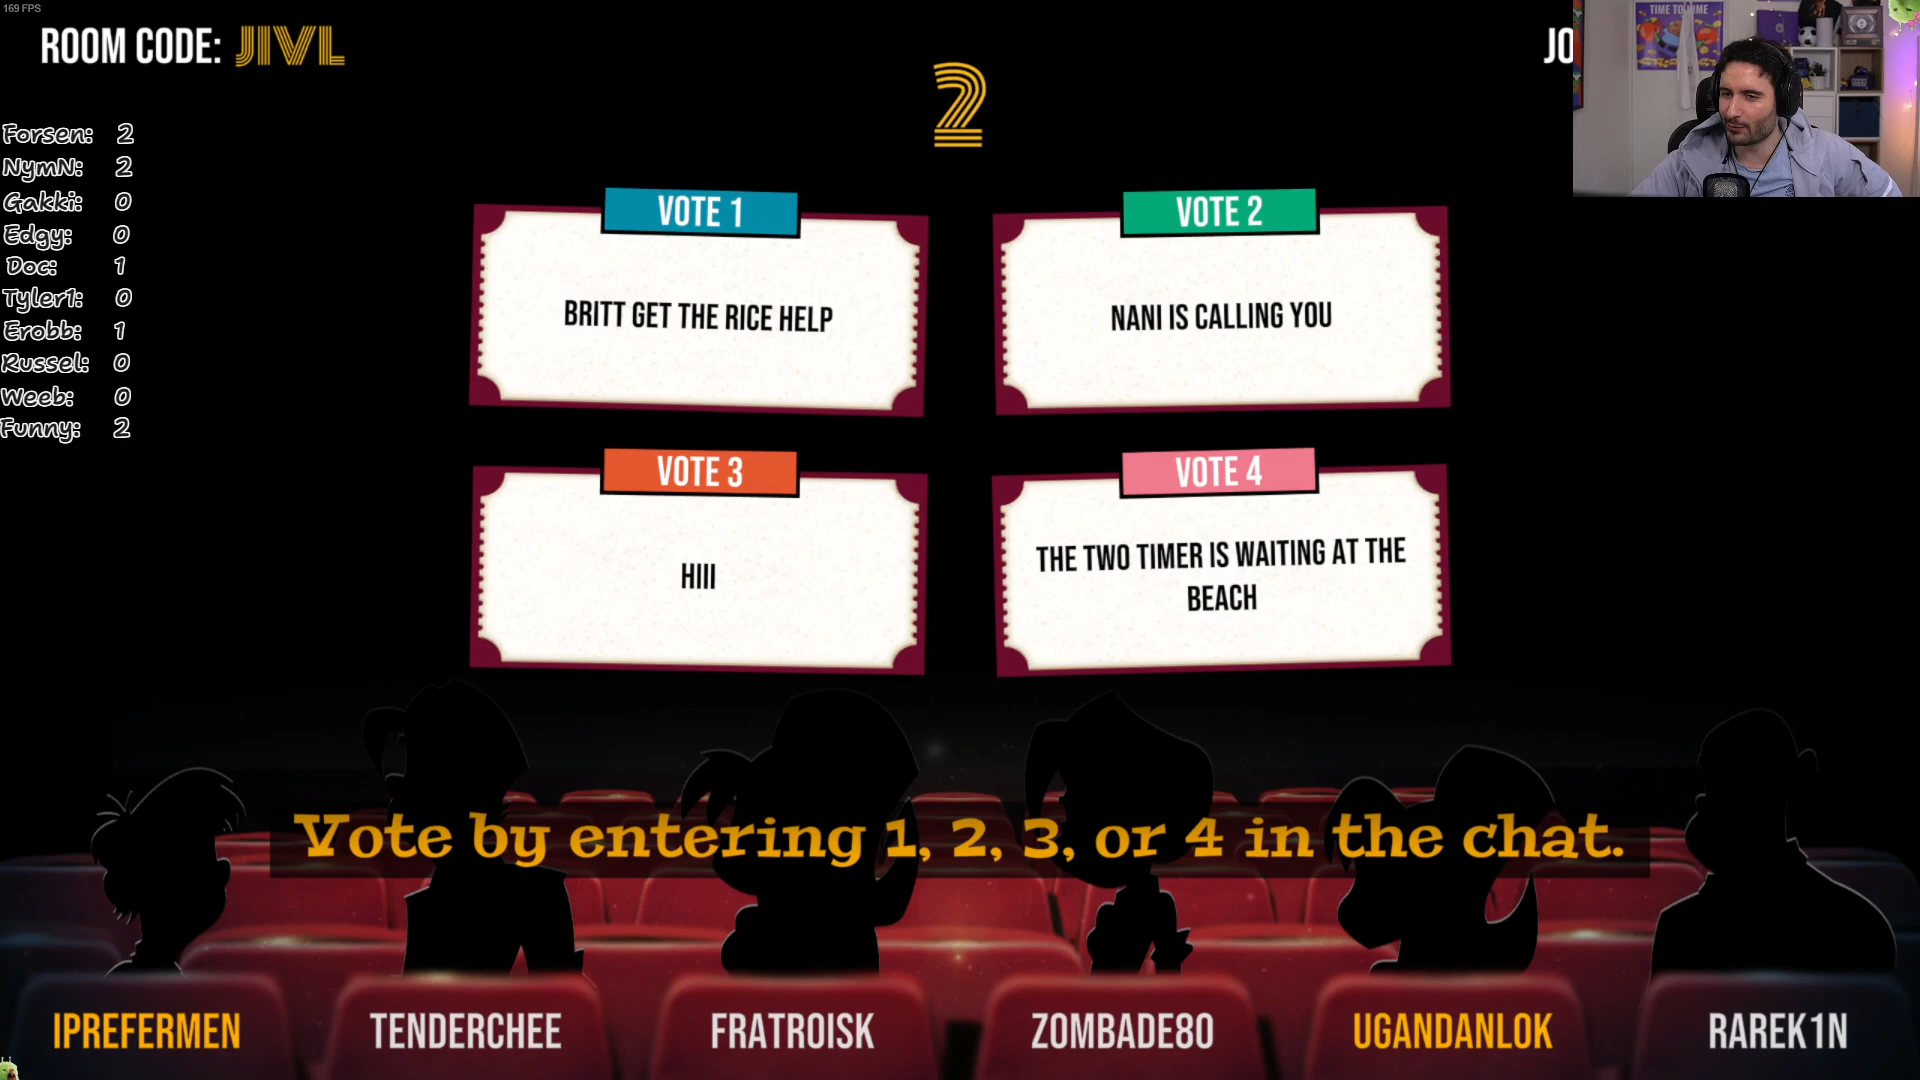 169 FPS
ROOM CODE: JIVL
JO
TIME TO
2
Forsen: 2
NymN: 2
Gakki: 0
Edgy: 0
Doc: 1
Tyler1: 0
Erobb: 1
Russel: 0
Weeb: 0
Funny: 2
VOTE 1
BRITT GET THE RICE HELP
VOTE 2
NANI IS CALLING YOU
VOTE 3
HIII
VOTE 4
THE TWO TIMER IS WAITING AT THE
BEACH
Vote by entering 1, 2, 3, or 4 in the chat.
IPREFERMEN
TENDERCHEE
FRATROISK
ZOMBADE80
UGANDANLOK
RAREK1N